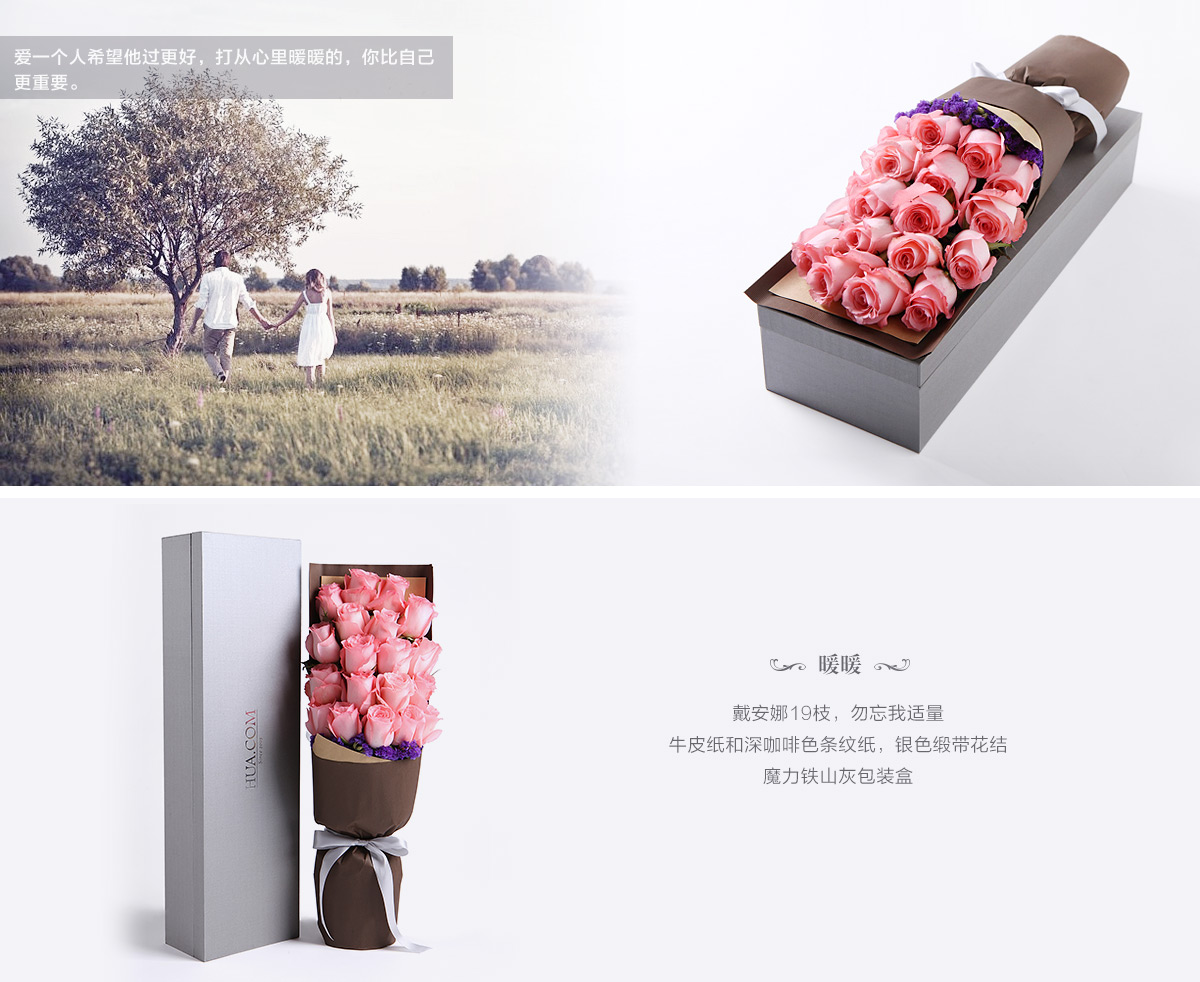 爱一个人希望他过更好，打从心里暖暖的，你比自己
更重要。
HUA.COM
暖暖
戴安娜19枝，勿忘我适量
牛皮纸和深咖啡色条纹纸，银色缎带花结
魔力铁山灰包装盒